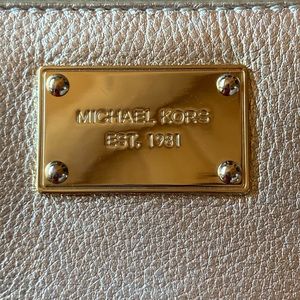 MICHAEL KORS
EST. 1981